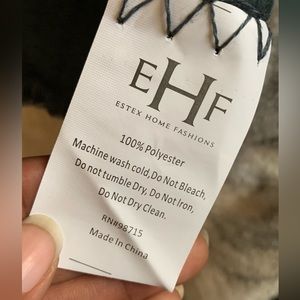 EHF
ESTEX HOME FASHIONS
100% Polyester
Machine wash cold, Do Not Bleach,
Do not tumble Dry, Do Not Iron,
Do Not Dry Clean.
RN#98715
Made In China